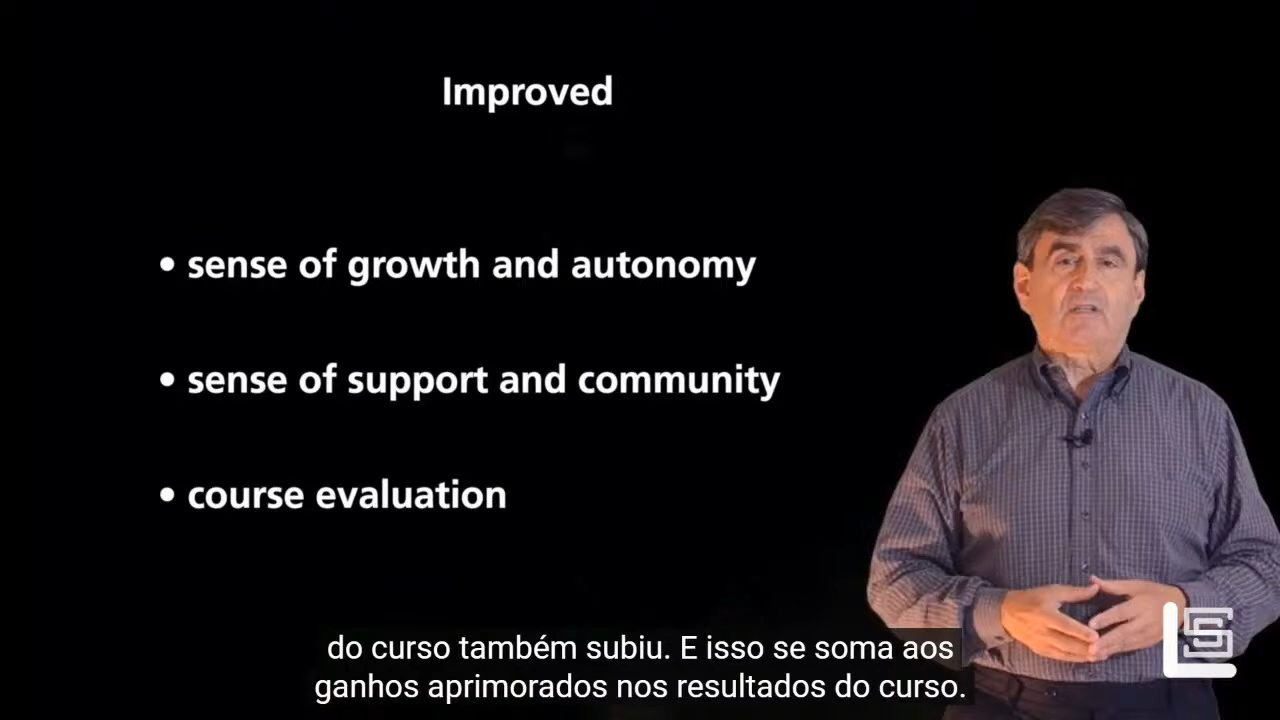 Improved
• sense of growth and autonomy
• sense of support and community
• course evaluation
do curso também subiu. E isso se soma aos
ganhos aprimorados nos resultados do curso.